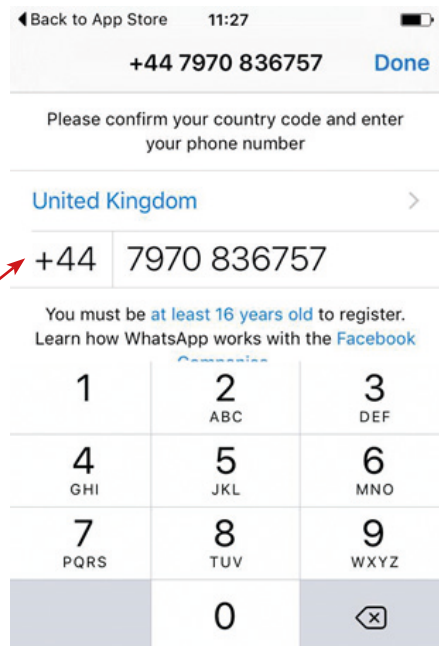 Back to App Store 11:27
+44 7970 836757 Done
Please confirm your country code and enter
your phone number
United Kingdom
+44 7970 836757
You must be at least 16 years old to register.
Learn how WhatsApp works with the Facebook
Companies
1 2 3
ABC DEF
4 5 6
GHI JKL MNO
7 8 9
PQRS TUV WXYZ
0